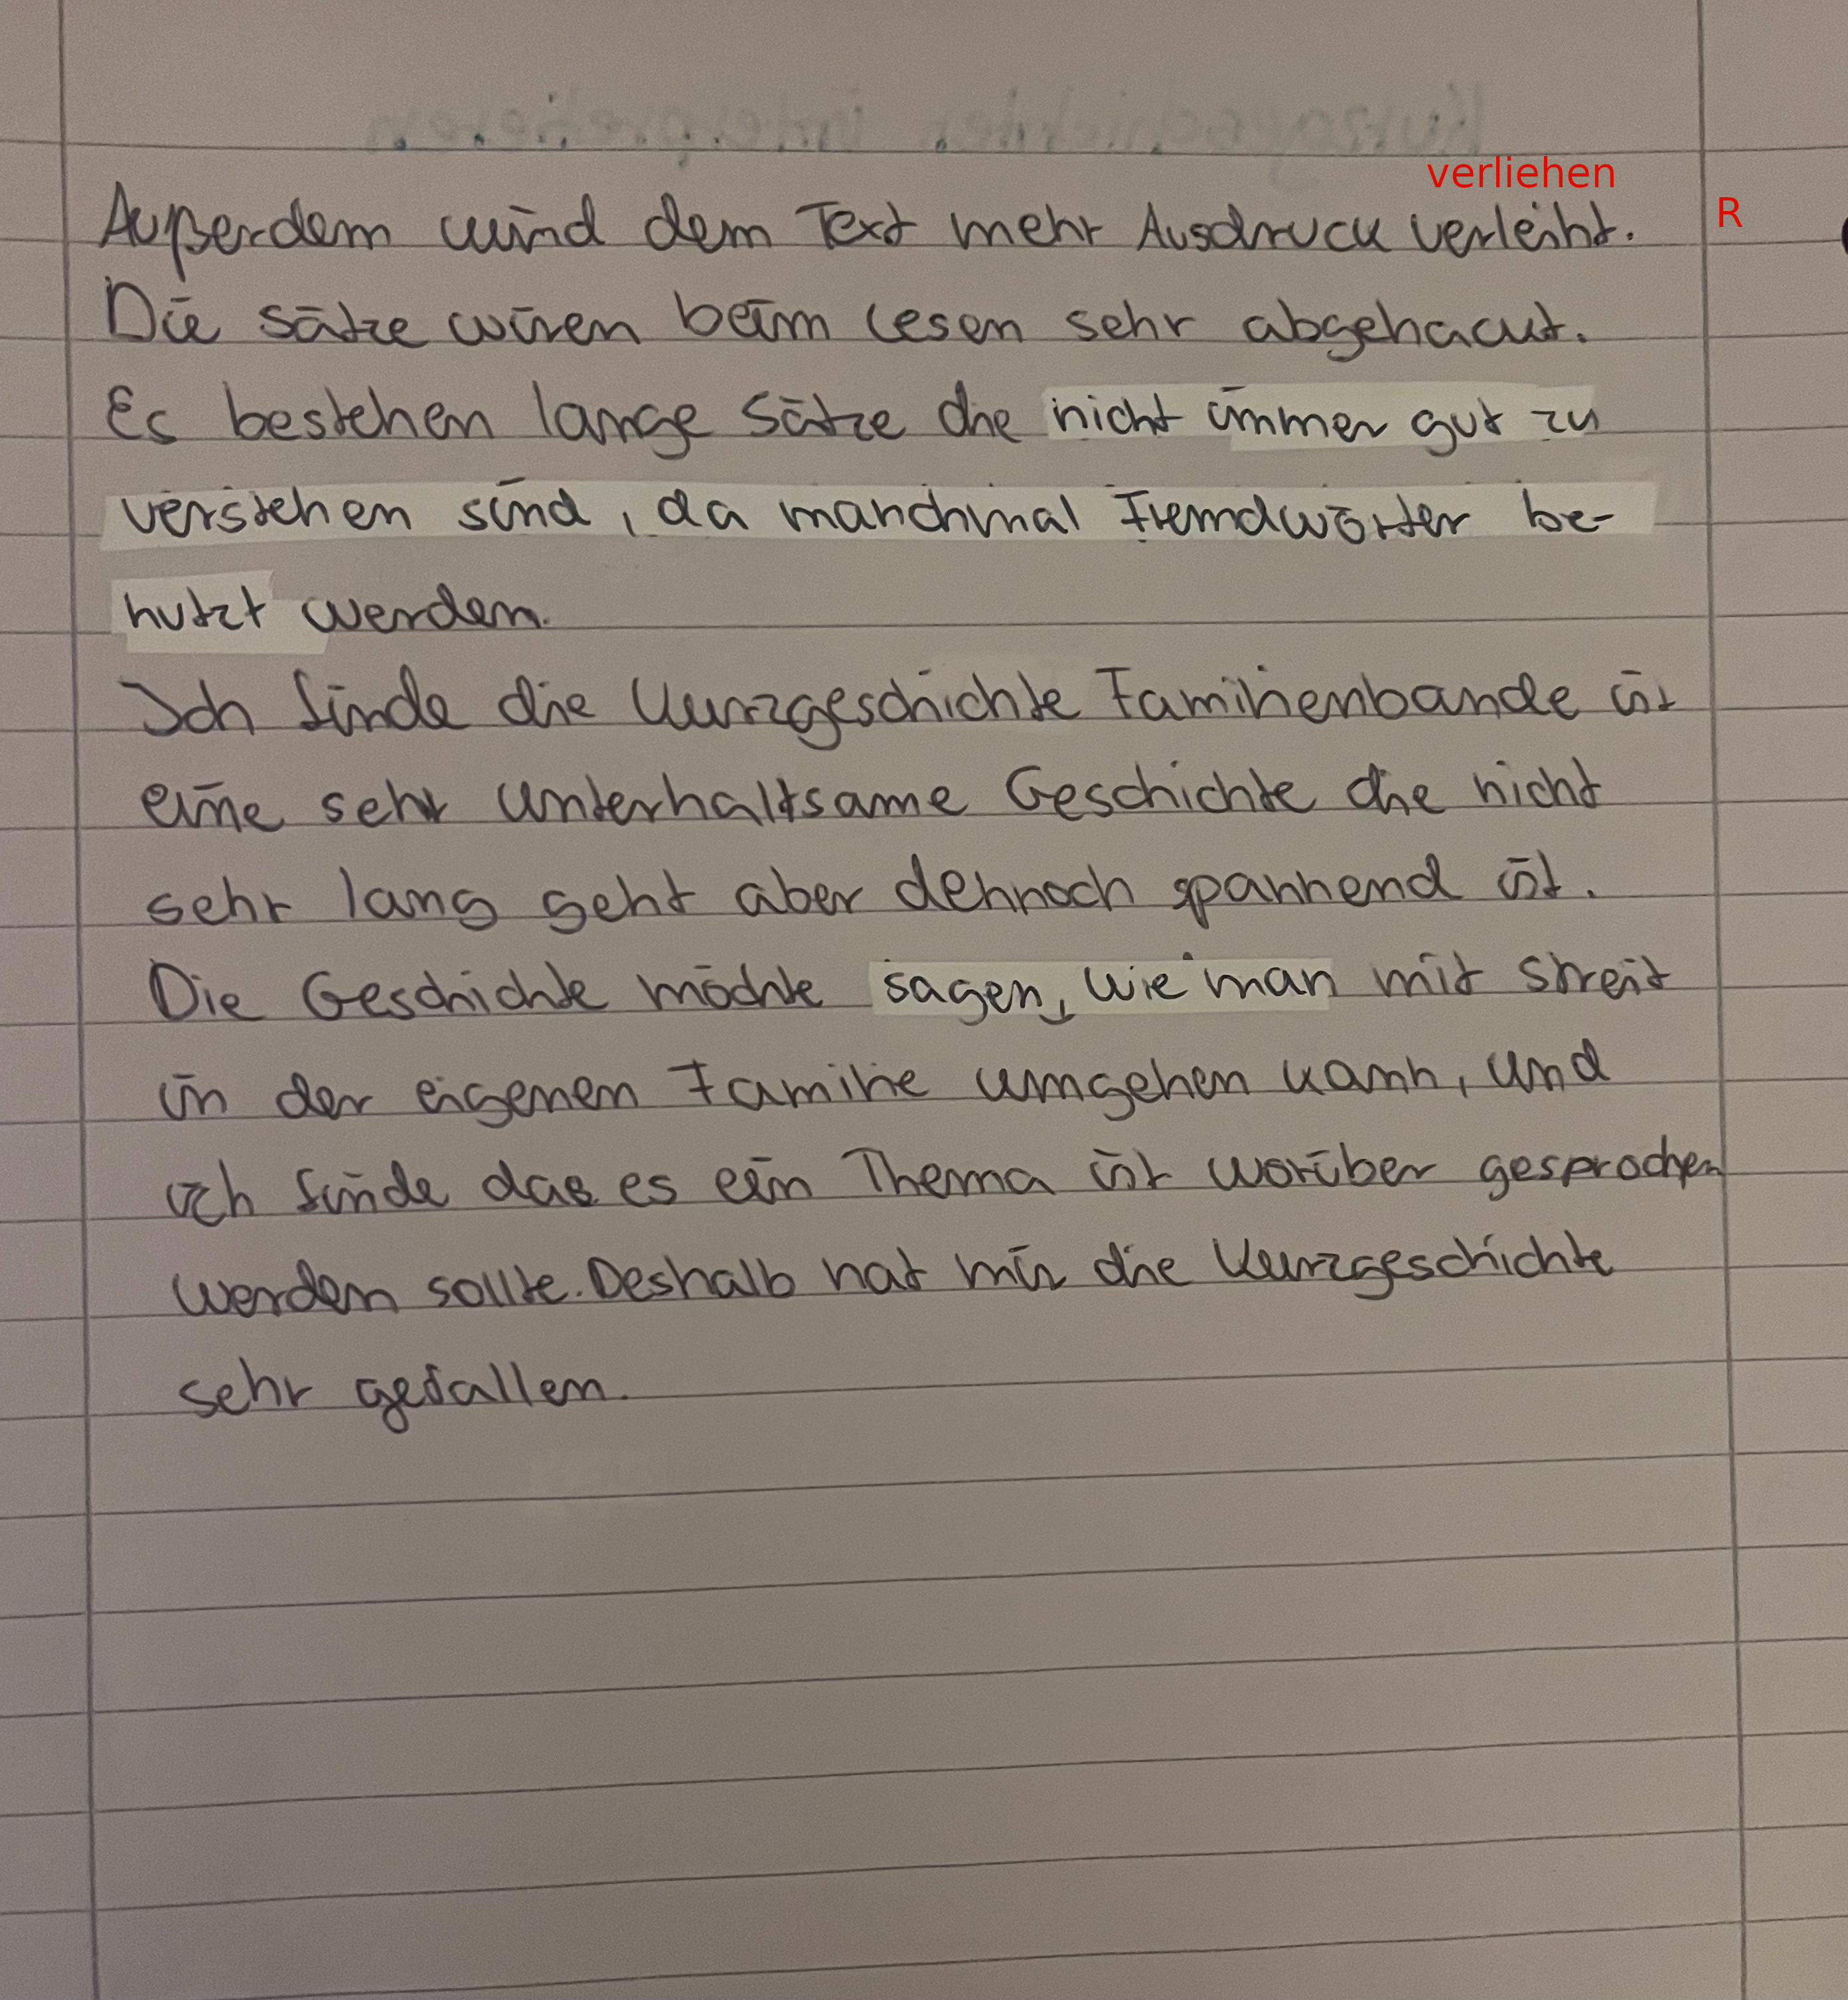 verliehen
Außerdem wird dem Text mehr Ausdruck verleiht. R
Die sätze wiren beim lesen sehr abgehackt.
Es bestehen lange Sätze die nicht immer gut zu
verstehen sind, da manchmal Fremdwörter be-
nutzt werden.
Ich finde die Kurzgeschichte Familienbande ist
eine sehr unterhaltsame Geschichte die nicht
sehr lang geht aber dennoch spannend ist.
Die Geschichte möchte sagen, wie man mit streit
in der eigenen Familie umgehen kann, und
ich finde das es ein Thema ist worüber gesprochen
werden sollte. Deshalb hat mir die Kurzgeschichte
sehr gefallen.